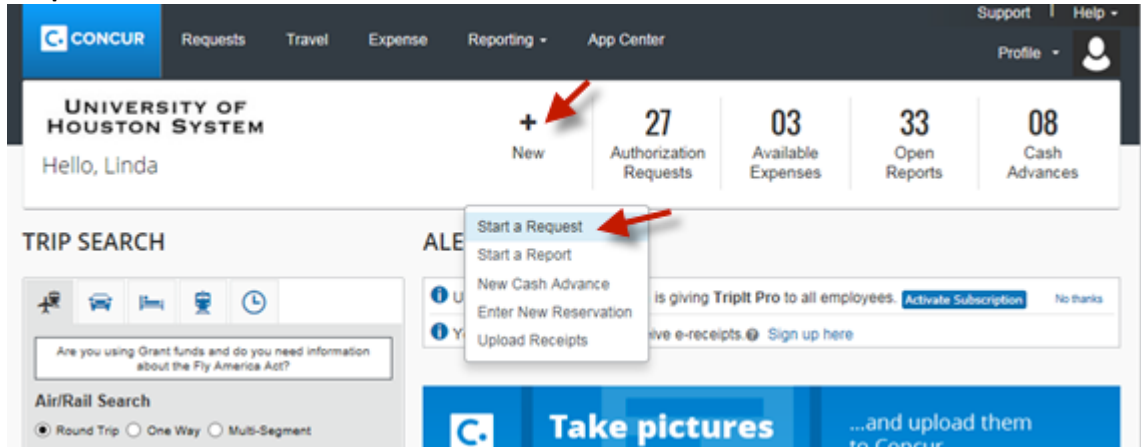 Support | Help
C. CONCUR Requests Travel Expense Reporting App Center
Profile
UNIVERSITY OF
HOUSTON SYSTEM
Hello, Linda
+
New
27
Authorization
Requests
03
Available
Expenses
33
Open
Reports
08
Cash
Advances
Start a Request
Start a Report
New Cash Advance
Enter New Reservation
Upload Receipts
TRIP SEARCH
ALE
U is giving TripIt Pro to all employees. Activate Subscription No thanks
Y ive e-receipts. Sign up here
Are you using Grant funds and do you need information
about the Fly America Act?
Air/Rail Search
Round Trip One Way Multi-Segment
C. Take pictures
...and upload them
to Concur